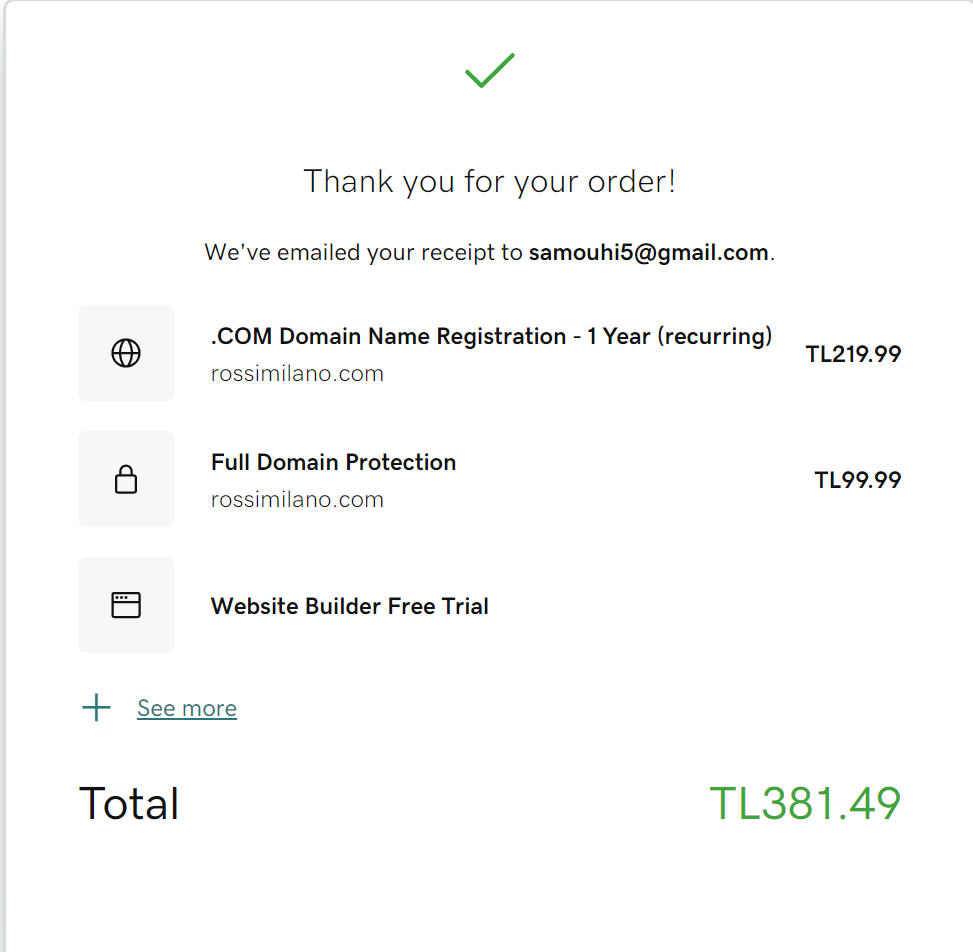 Thank you for your order!
We've emailed your receipt to samouhi5@gmail.com.
.COM Domain Name Registration - 1 Year (recurring)
rossimilano.com
TL219.99
Full Domain Protection
rossimilano.com
TL99.99
Website Builder Free Trial
See more
Total
TL381.49